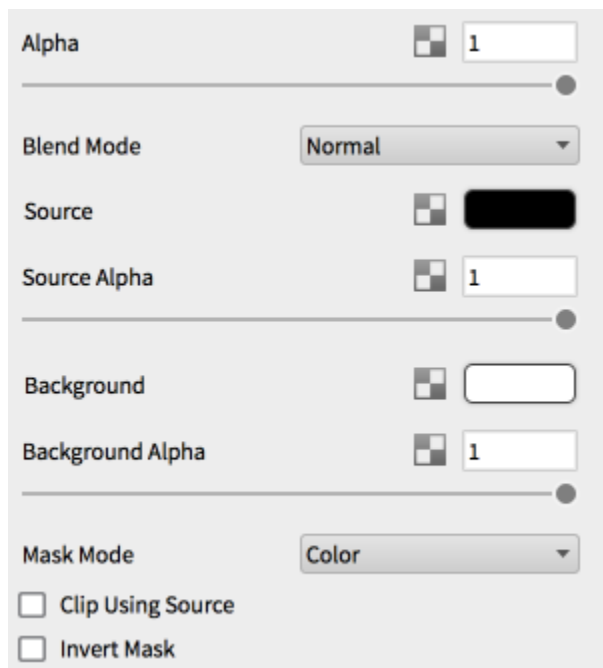 Alpha 1
Blend Mode Normal
Source
Source Alpha 1
Background
Background Alpha 1
Mask Mode Color
Clip Using Source
Invert Mask